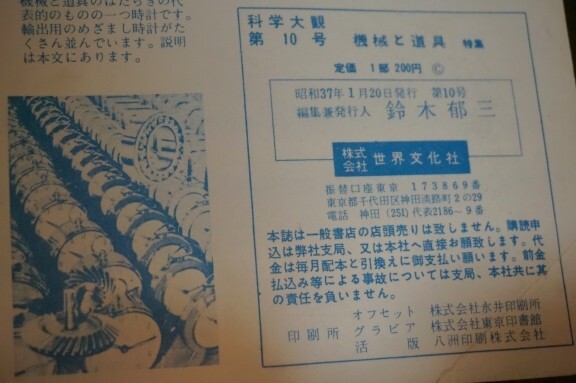 機械と道具のはたらきの代
表的のものの一つ時計です。
輸出用のめざまし時計がた
くさん並んでいます。説明
は本文にあります。
科学大観
第10号 機械と道具 特集
定価 1部200円 ©
昭和37年1月20日発行 第10号
編集兼発行人 鈴木郁三
株式会社 世界文化社
振替口座東京 173869番
東京都千代田区神田淡路町2の29
電話 神田(251)代表2186~9番
本誌は一般書店の店頭売りは致しません。購読申
込は弊社支局、又は本社へ直接お願致します。代
金は毎月配本と引換えに御支払い願います。前金
払込み等による事故については支局、本社共に其
の責任を負いません。
印刷所 オフセット 株式会社永井印刷所
グラビア 株式会社東京印書館
活版 八洲印刷株式会社